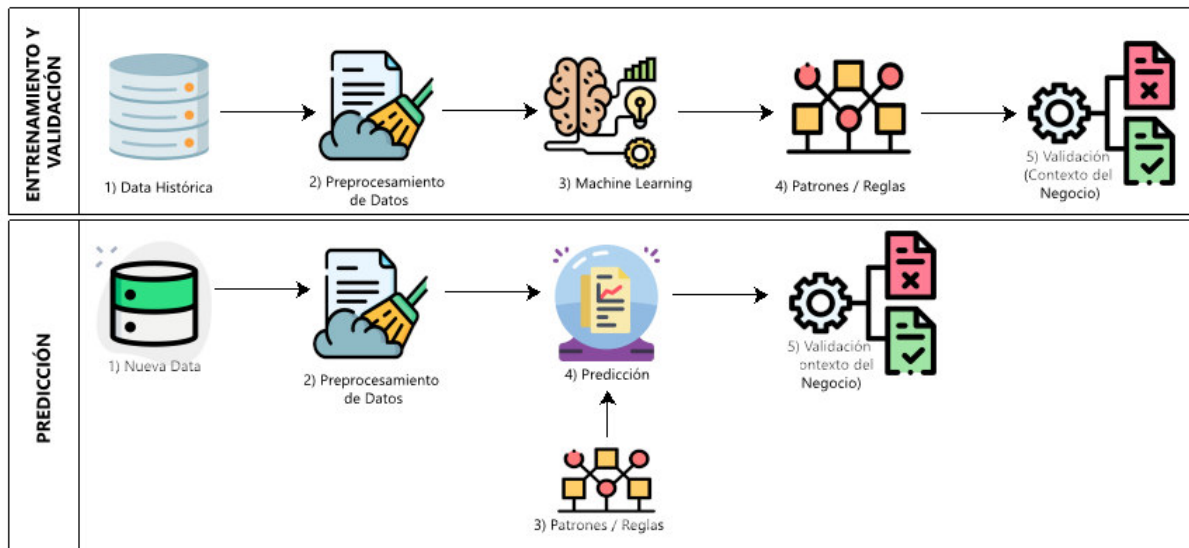 ENTRENAMIENTO Y
VALIDACIÓN
1) Data Histórica
2) Preprocesamiento
de Datos
3) Machine Learning
4) Patrones / Reglas
5) Validación
(Contexto del
Negocio)
PREDICCIÓN
1) Nueva Data
2) Preprocesamiento
de Datos
4) Predicción
5) Validación
ontexto del
Negocio)
3) Patrones / Reglas